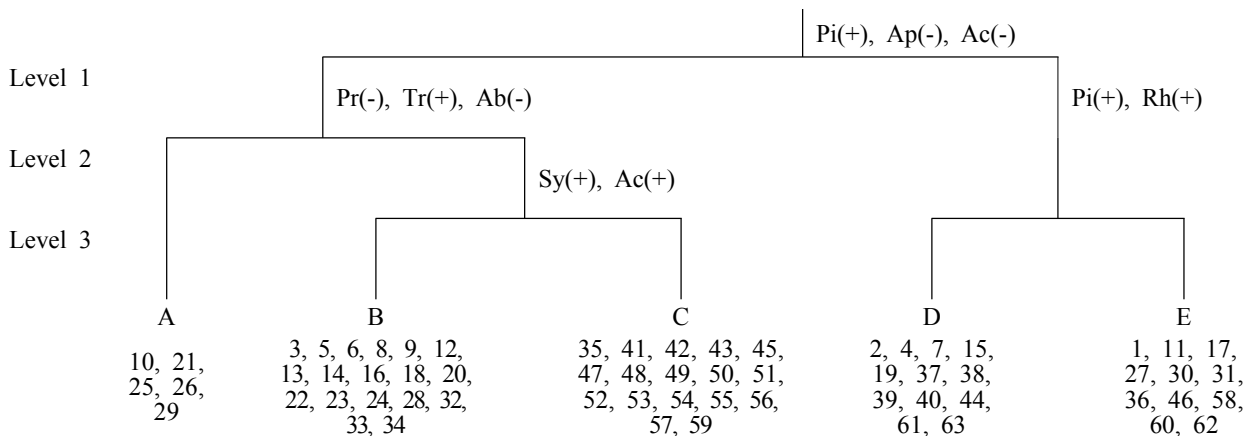 Pi(+), Ap(-), Ac(-)
Level 1
Pr(-), Tr(+), Ab(-)
Pi(+), Rh(+)
Level 2
Sy(+), Ac(+)
Level 3
A
B
C
D
E
10, 21,
25, 26,
29
3, 5, 6, 8, 9, 12,
13, 14, 16, 18, 20,
22, 23, 24, 28, 32,
33, 34
35, 41, 42, 43, 45,
47, 48, 49, 50, 51,
52, 53, 54, 55, 56,
57, 59
2, 4, 7, 15,
19, 37, 38,
39, 40, 44,
61, 63
1, 11, 17,
27, 30, 31,
36, 46, 58,
60, 62